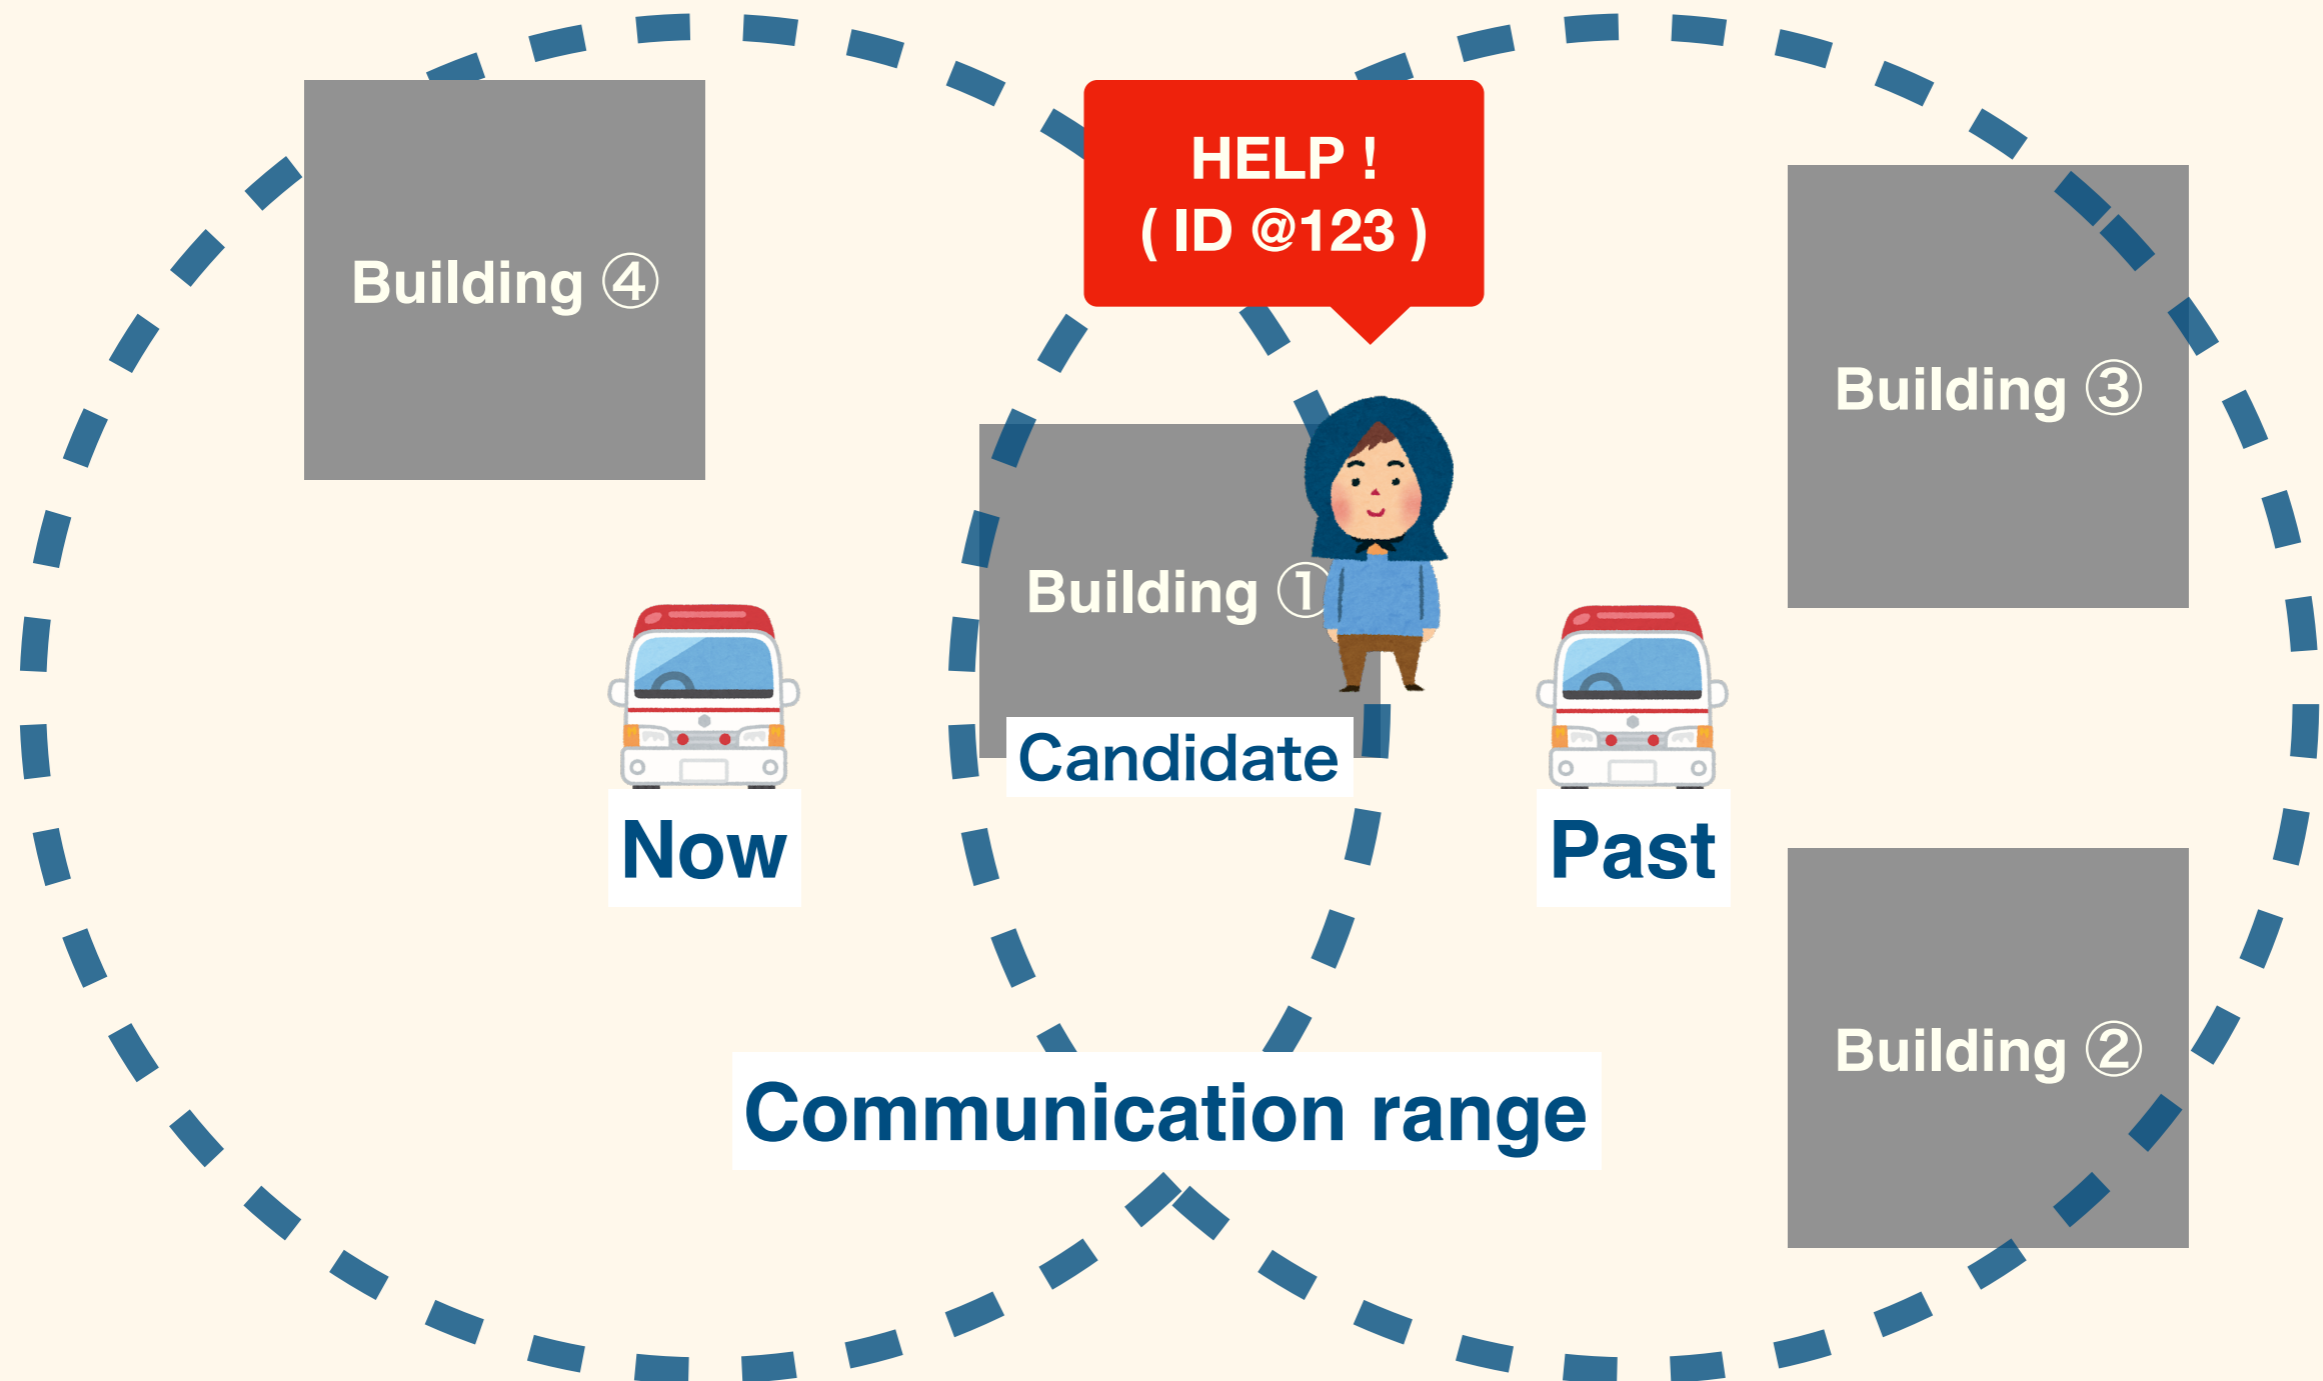 HELP !
( ID @123 )
Building ④
Building ③
Building ①
Candidate
Now
Past
Building ②
Communication range